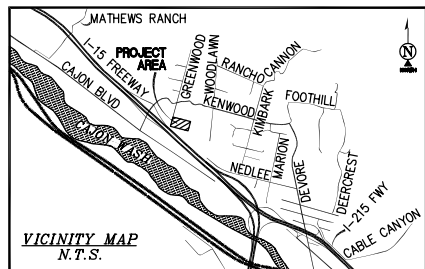 MATHEWS RANCH
I-15 FREEWAY
PROJECT
AREA
GREENWOOD
WOODLAWN
RANCHO CANNON
CAJON BLVD
KENWOOD
KIMBARK
FOOTHILL
CAJON WASH
NEDLEE
MARION
DEVORE
DEERCREST
I-215 FWY
CABLE CANYON
VICINITY MAP
N.T.S.
N